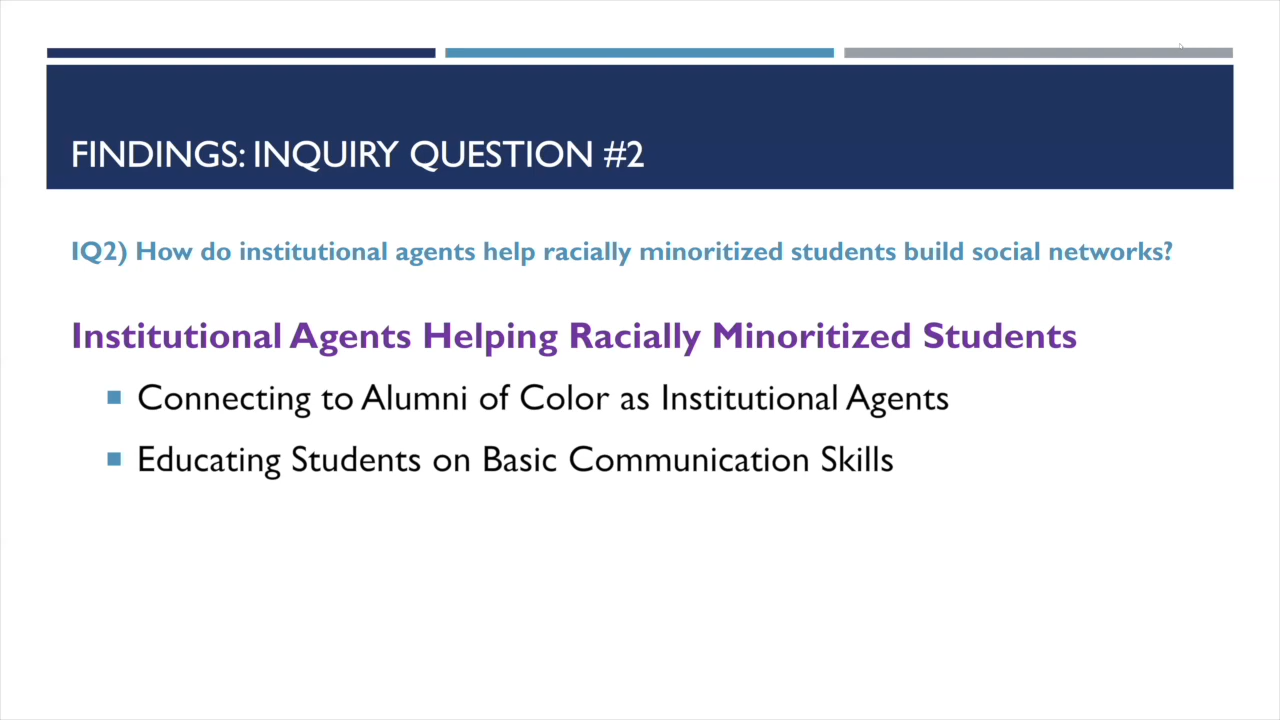 FINDINGS: INQUIRY QUESTION #2
IQ2) How do institutional agents help racially minoritized students build social networks?
Institutional Agents Helping Racially Minoritized Students
Connecting to Alumni of Color as Institutional Agents
Educating Students on Basic Communication Skills